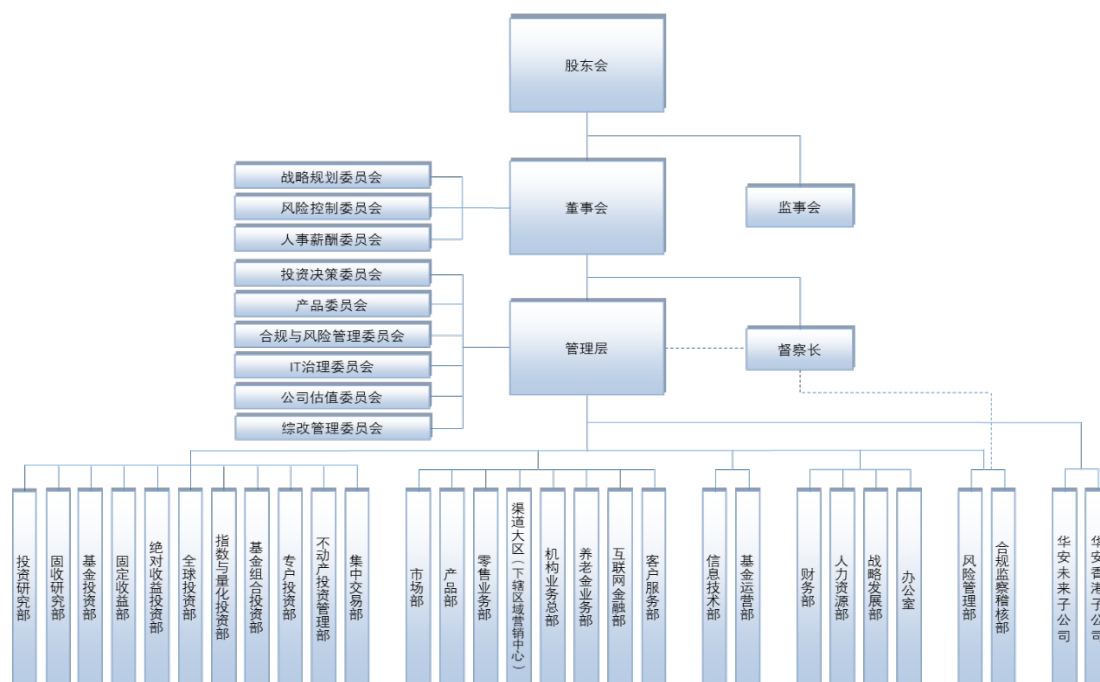 股东会
战略规划委员会
风险控制委员会
人事薪酬委员会
董事会
监事会
投资决策委员会
产品委员会
合规与风险管理委员会
IT治理委员会
公司估值委员会
综改管理委员会
管理层
督察长
投资研究部
固收研究部
基金投资部
固定收益部
绝对收益投资部
全球投资部
指数与量化投资部
基金组合投资部
专户投资部
不动产投资管理部
集中交易部
市场部
产品部
零售业务部
渠道大区（下辖区域营销中心）
机构业务总部
养老金业务部
互联网金融部
客户服务部
信息技术部
基金运营部
财务部
人力资源部
战略发展部
办公室
风险管理部
合规监察稽核部
华安未来子公司
华安香港子公司